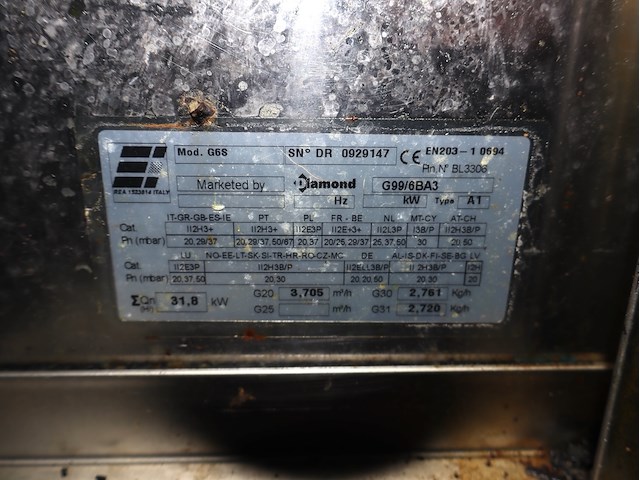 Mod. G6S SN° DR 0929147 CE EN203-1 0694
Pin N° BL3306
REA 1523814 ITALY
Marketed by Diamond G99/6BA3
Hz kW Type A1
IT-GR-GB-ES-IE PT PL FR-BE NL MT-CY AT-CH
Cat. II2H3+ II2H3+ II2E3P II2E+3+ II2L3P I3B/P II2H3B/P
Pn (mbar) 20,29/37 20,29/37,50/67 20,37 20/25,29/37 25,37,50 30 20,50
LU NO-EE-LT-SK-SI-TR-HR-RO-CZ-MC DE AL-IS-DK-FI-SE-BG LV
Cat. II2E3P II2H3B/P II2ELL3B/P II2H3B/P I2H
Pn (mbar) 20,37,50 20,30 20,20,50 20,30 20
ΣQn 31,8 kW G20 3,705 m³/h G30 2,761 Kg/h
(Hi) G25 m³/h G31 2,720 Kg/h